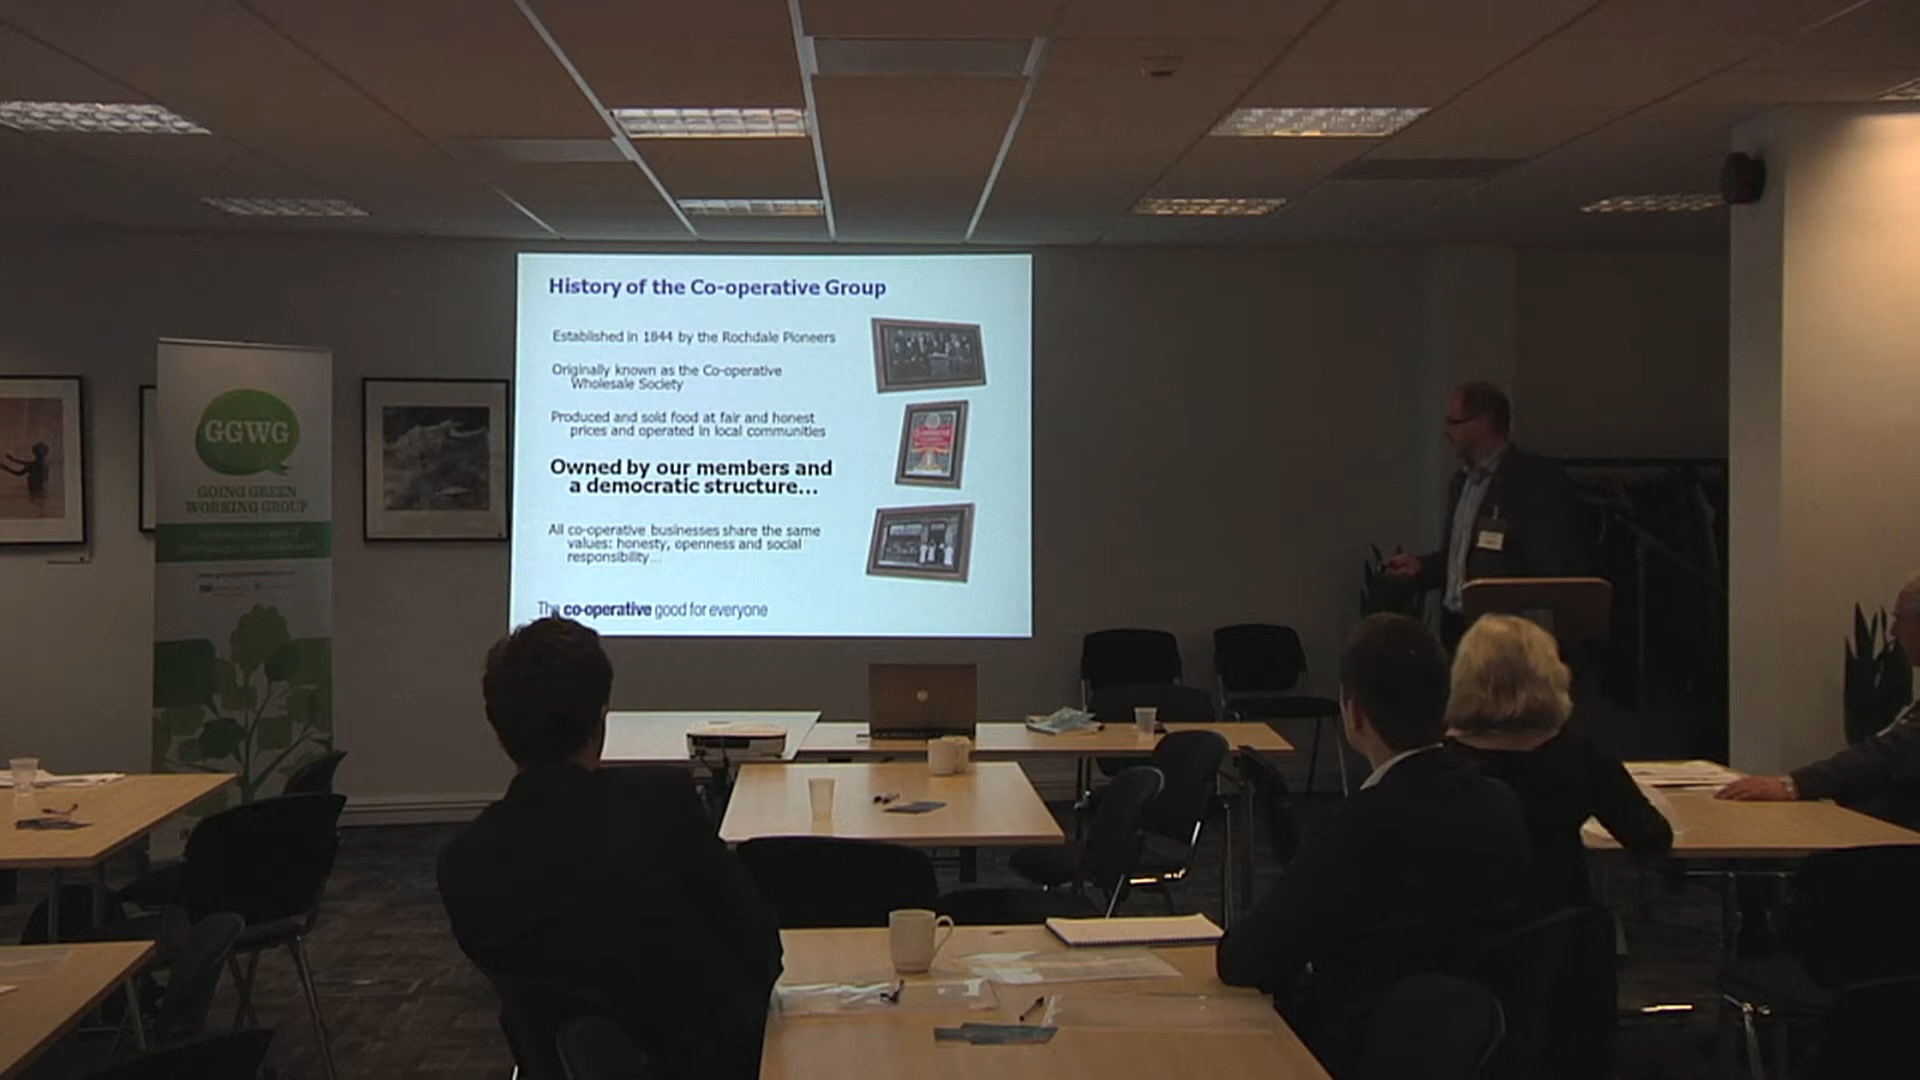 History of the Co-operative Group
Established in 1844 by the Rochdale Pioneers
Originally known as the Co-operative
Wholesale Society
Produced and sold food at fair and honest
prices and operated in local communities
Owned by our members and
a democratic structure...
All co-operative businesses share the same
values: honesty, openness and social
responsibility...
The co-operative good for everyone
GGWG
GOING GREEN
WORKING GROUP